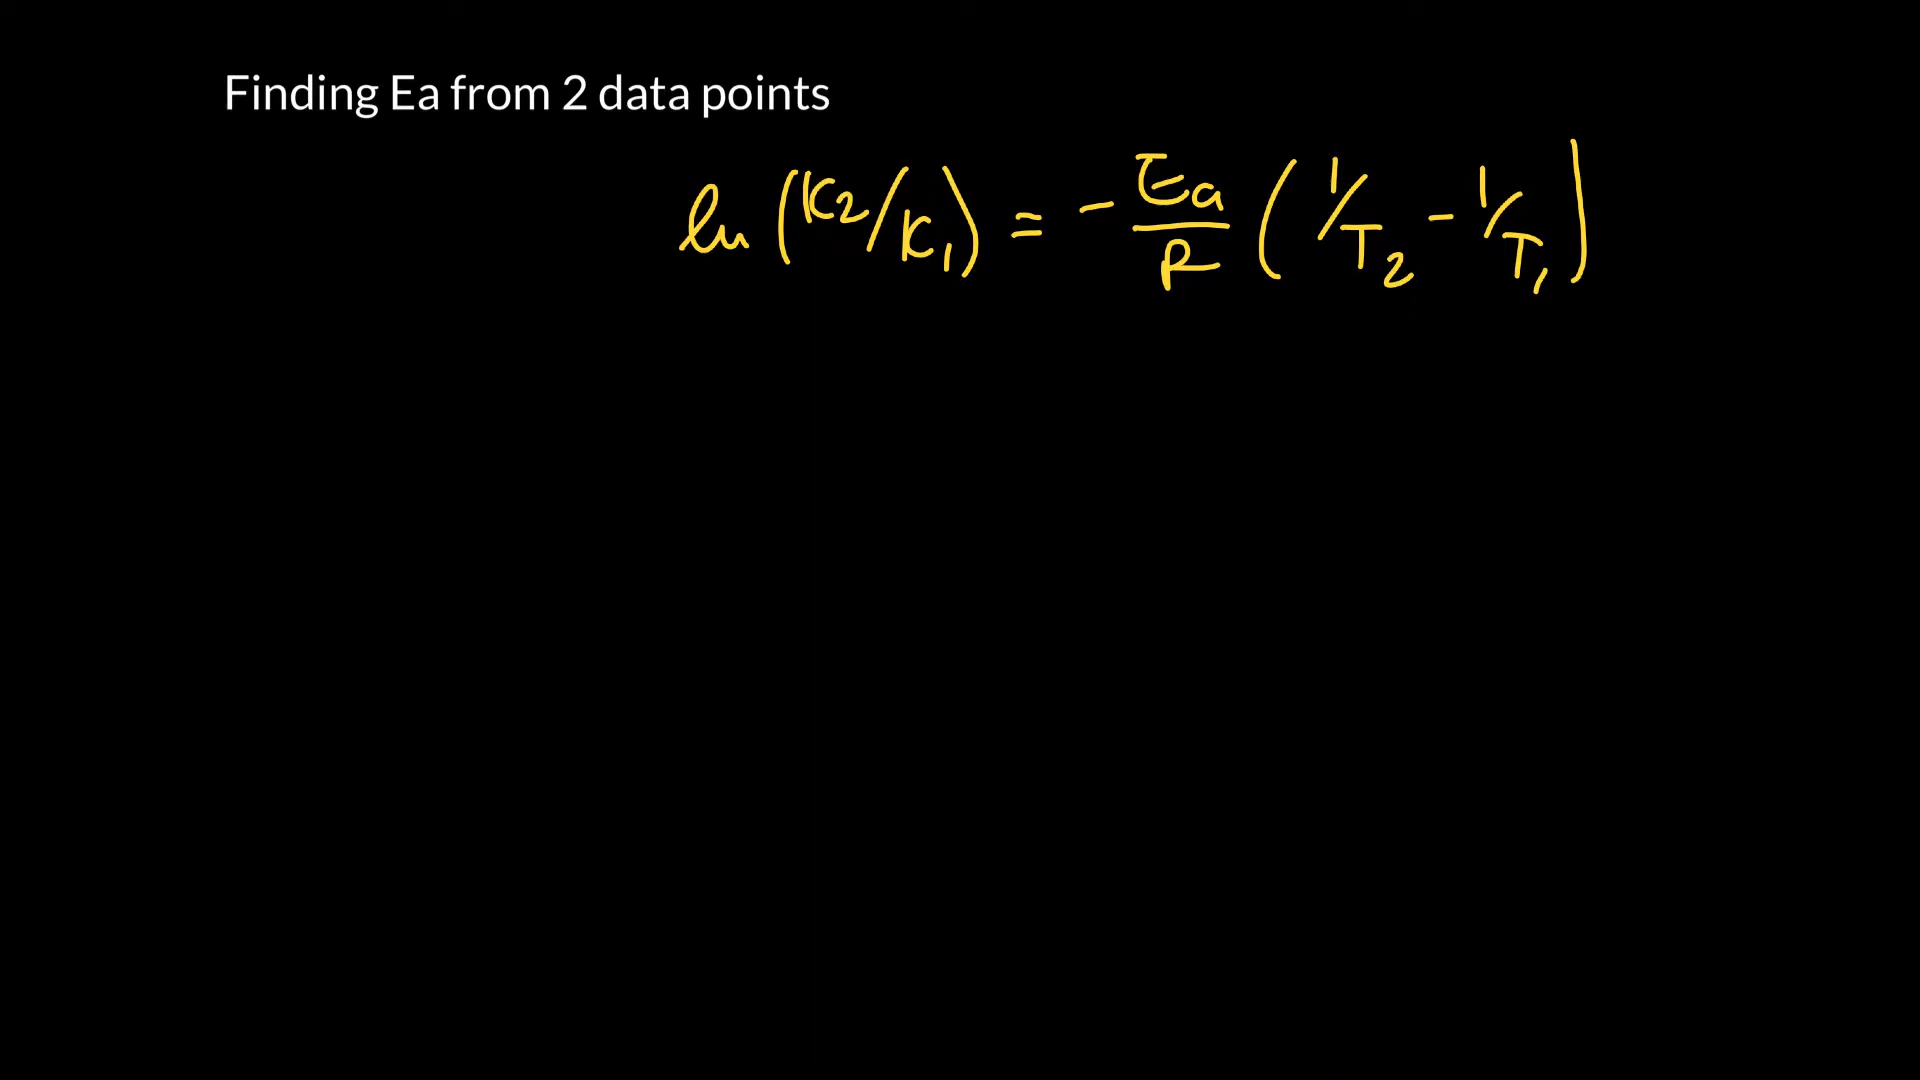 Finding Ea from 2 data points
ln (K2/K1) = - Ea/R (1/T2 - 1/T1)